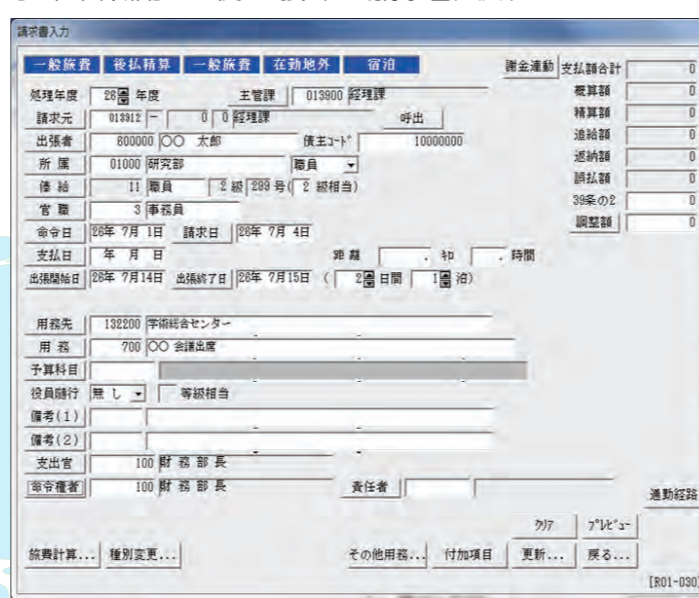 請求書入力
一般旅費 後払精算 一般旅費 在勤地外 宿泊 謝金連動 支払額合計 0
処理年度 26 年度 主管課 013900 経理課 概算額 0
請求元 013912 - 0 0 経理課 呼出 精算額 0
出張者 600000 〇〇 太郎 債主コード 10000000 追給額 0
所属 01000 研究部 職員 返納額 0
俸給 11 職員 2 級 299 号( 2 級相当) 誤払額 0
官職 3 事務員 39条の2 0
命令日 26年 7月 1日 請求日 26年 7月 4日 調整額 0
支払日 年 月 日 距離 . キロ . 時間
出張開始日 26年 7月14日 出張終了日 26年 7月15日 ( 2 日間 1 泊)
用務先 132200 学術総合センター
用務 700 〇〇 会議出席
予算科目
役員随行 無し 等級相当
備考(1)
備考(2)
支出官 100 財務部長
命令権者 100 財務部長 責任者 通勤経路
クリア プレビュー
旅費計算... 種別変更... その他用務... 付加項目 更新... 戻る...
[R01-030]